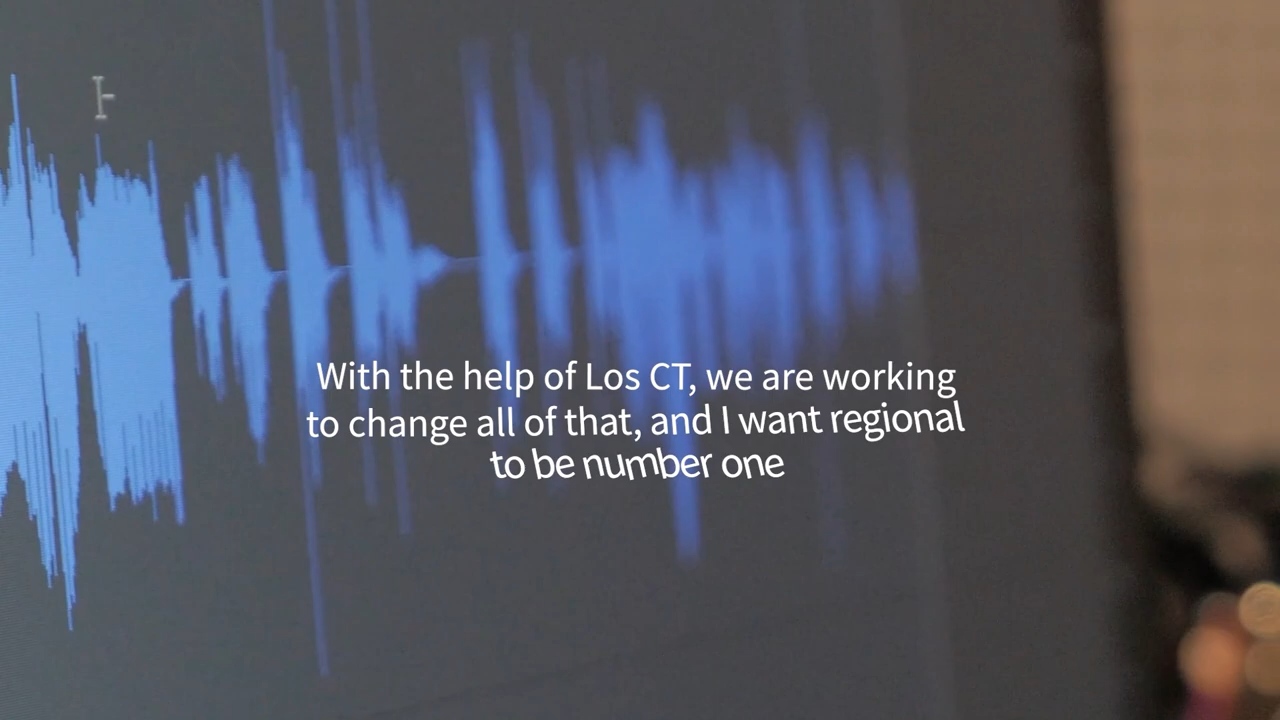 With the help of Los CT, we are working
to change all of that, and I want regional
to be number one